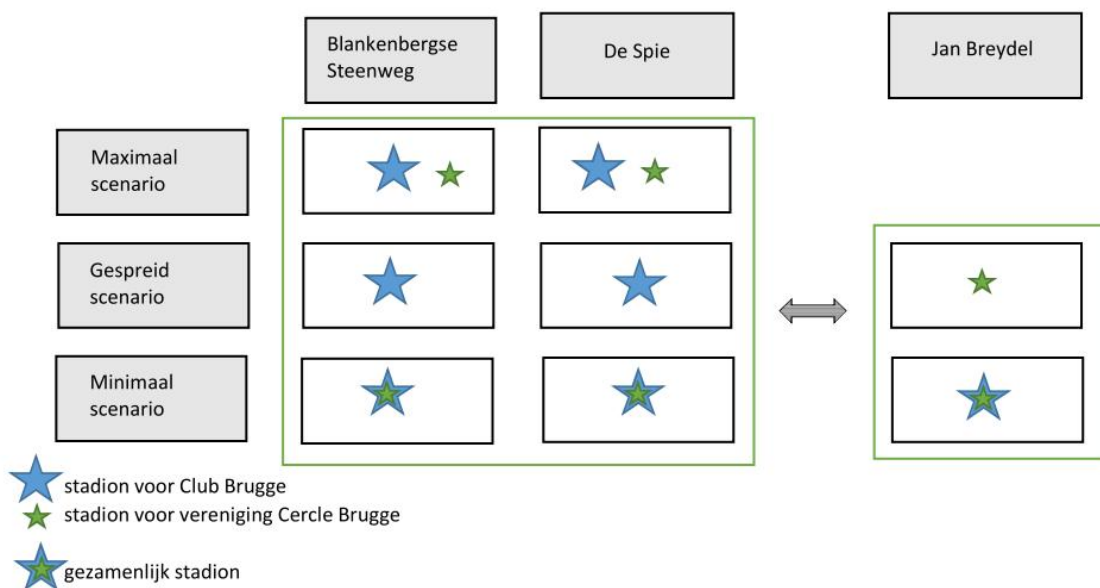 Blankenbergse
Steenweg
De Spie
Jan Breydel
Maximaal
scenario
Gespreid
scenario
Minimaal
scenario
stadion voor Club Brugge
stadion voor vereniging Cercle Brugge
gezamenlijk stadion